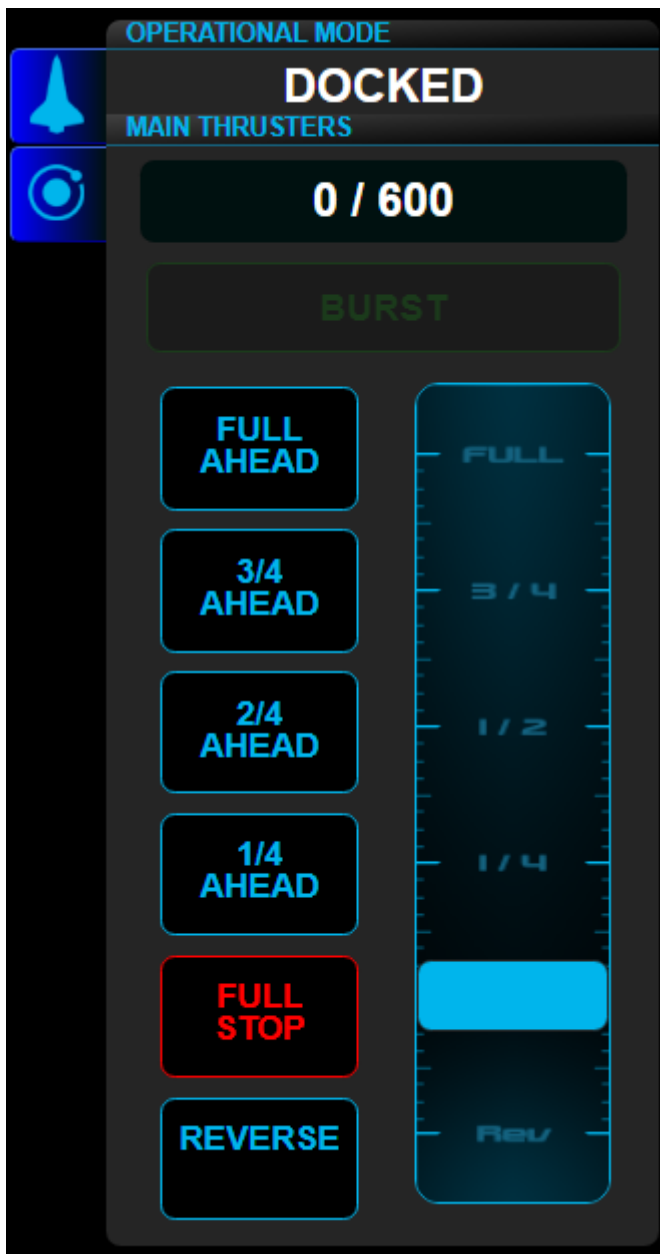 OPERATIONAL MODE
DOCKED
MAIN THRUSTERS
0 / 600
BURST
FULL
AHEAD
3/4
AHEAD
2/4
AHEAD
1/4
AHEAD
FULL
STOP
REVERSE
FULL
3 / 4
1 / 2
1 / 4
Rev